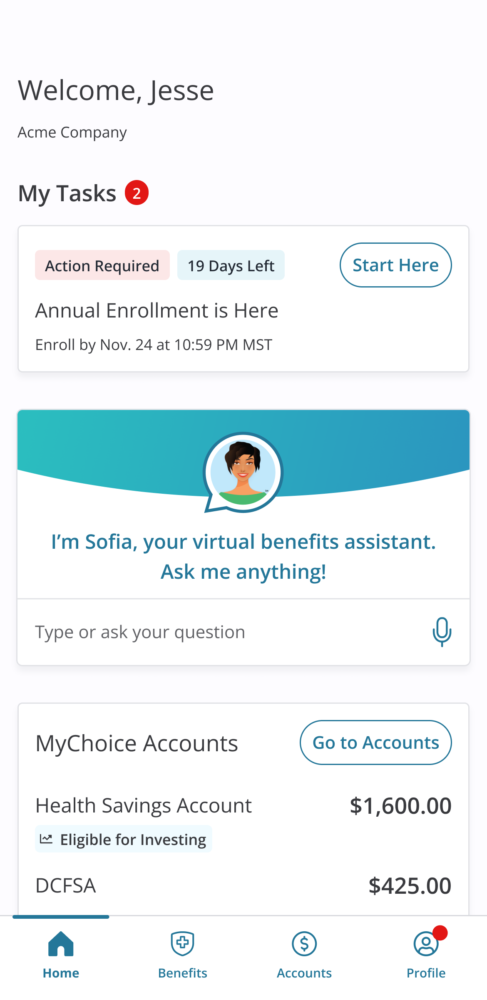 Welcome, Jesse
Acme Company
My Tasks 2
Action Required 19 Days Left Start Here
Annual Enrollment is Here
Enroll by Nov. 24 at 10:59 PM MST
SM
I’m Sofia, your virtual benefits assistant.
Ask me anything!
Type or ask your question
MyChoice Accounts Go to Accounts
Health Savings Account $1,600.00
Eligible for Investing
DCFSA $425.00
Home Benefits Accounts Profile